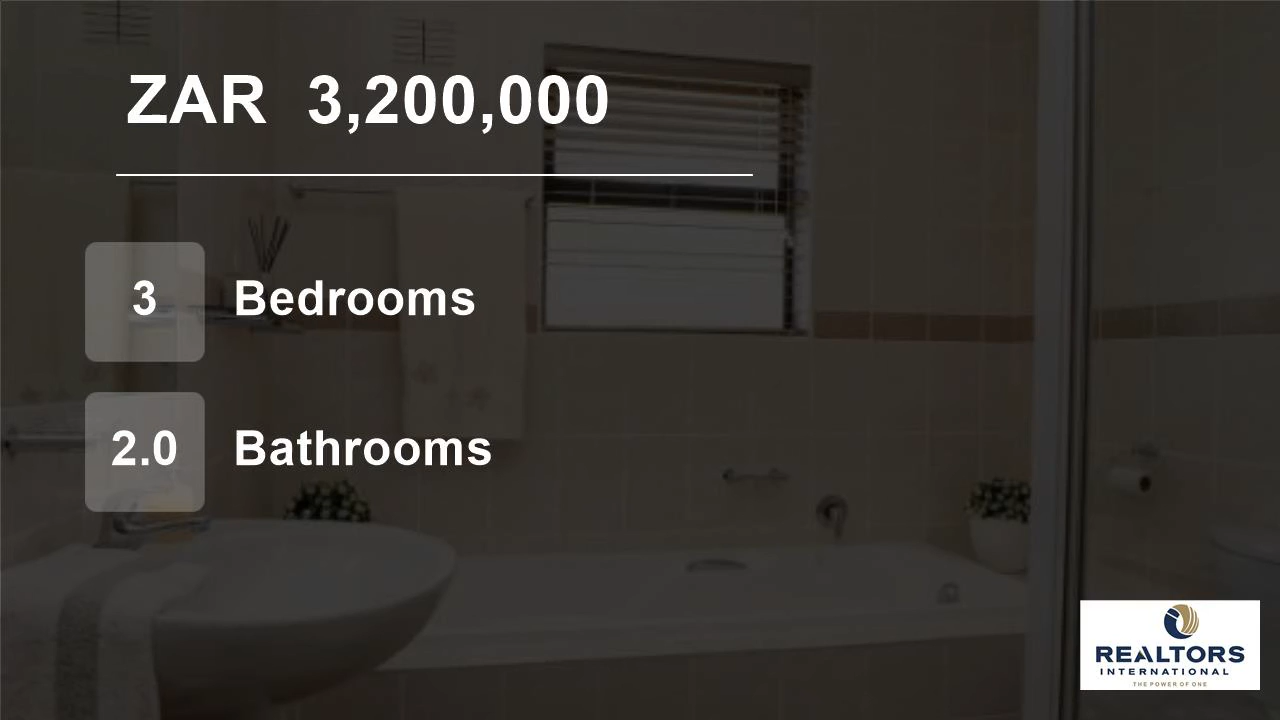 ZAR 3,200,000
3 Bedrooms
2.0 Bathrooms
REALTORS
INTERNATIONAL
THE POWER OF ONE